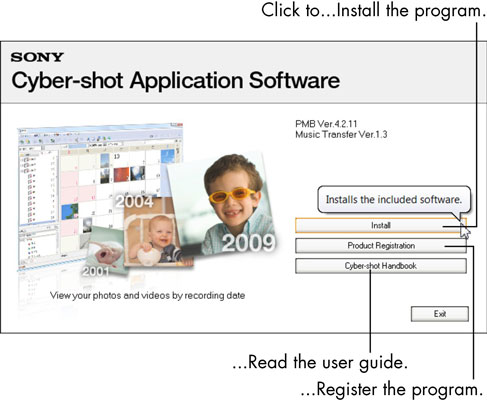 Click to...Install the program.
SONY
Cyber-shot Application Software
PMB Ver.4.2.11
Music Transfer Ver.1.3
13
2004
2009
2001
Installs the included software.
Install
Product Registration
Cyber-shot Handbook
View your photos and videos by recording date
Exit
...Read the user guide.
...Register the program.